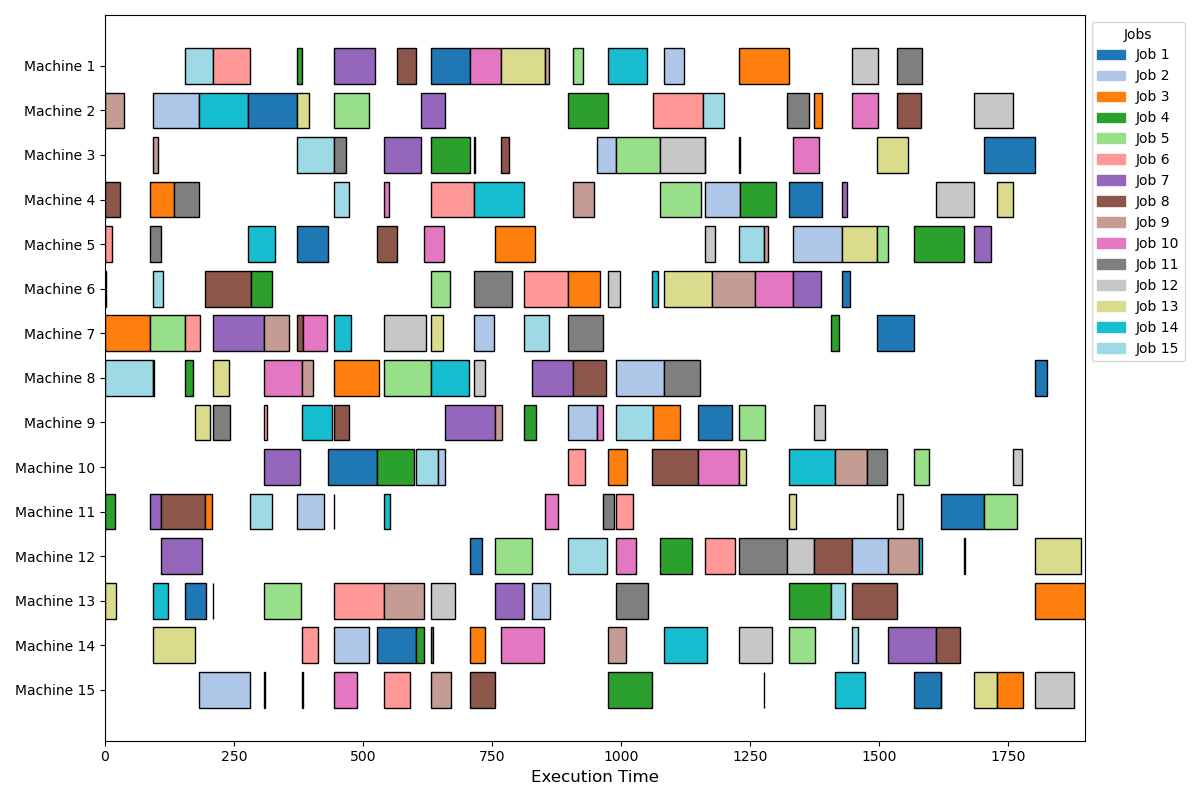 Machine 1
Machine 2
Machine 3
Machine 4
Machine 5
Machine 6
Machine 7
Machine 8
Machine 9
Machine 10
Machine 11
Machine 12
Machine 13
Machine 14
Machine 15
0 250 500 750 1000 1250 1500 1750
Execution Time
Jobs
Job 1
Job 2
Job 3
Job 4
Job 5
Job 6
Job 7
Job 8
Job 9
Job 10
Job 11
Job 12
Job 13
Job 14
Job 15